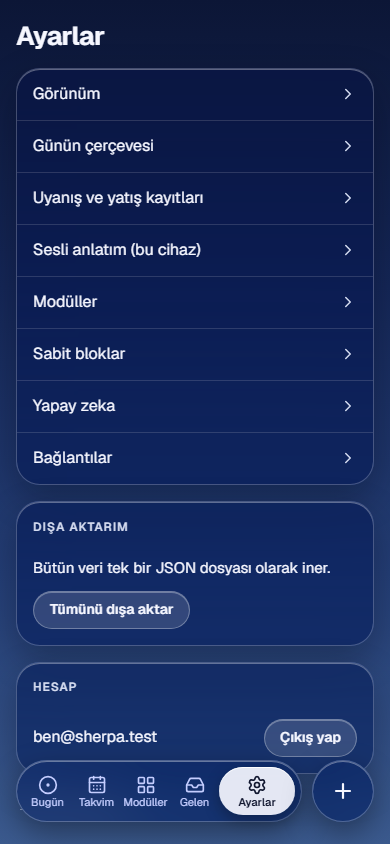 Ayarlar
Görünüm
Günün çerçevesi
Uyanış ve yatış kayıtları
Sesli anlatım (bu cihaz)
Modüller
Sabit bloklar
Yapay zeka
Bağlantılar
DIŞA AKTARIM
Bütün veri tek bir JSON dosyası olarak iner.
Tümünü dışa aktar
HESAP
ben@sherpa.test
Çıkış yap
Bugün
Takvim
Modüller
Gelen
Ayarlar